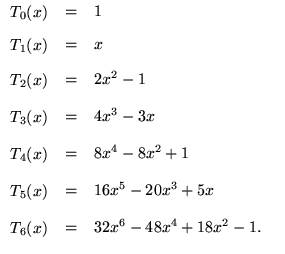 T₀(x) = 1
T₁(x) = x
T₂(x) = 2x² − 1
T₃(x) = 4x³ − 3x
T₄(x) = 8x⁴ − 8x² + 1
T₅(x) = 16x⁵ − 20x³ + 5x
T₆(x) = 32x⁶ − 48x⁴ + 18x² − 1.